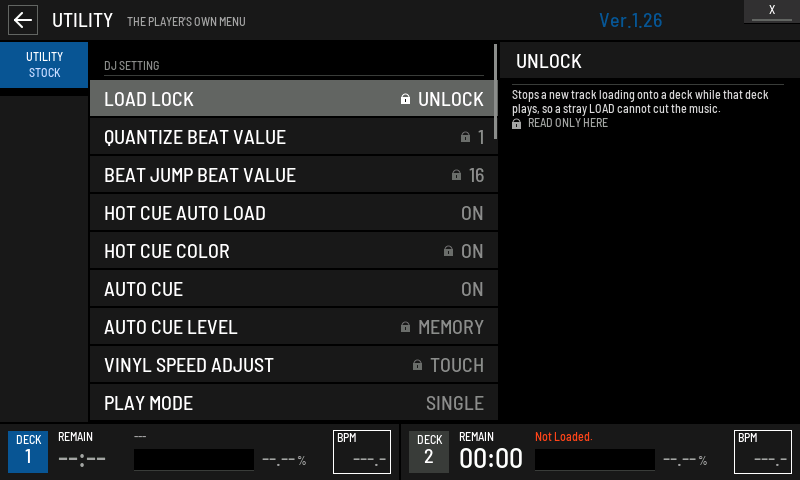 UTILITY THE PLAYER'S OWN MENU Ver.1.26 X
UTILITY
STOCK
DJ SETTING
LOAD LOCK UNLOCK
QUANTIZE BEAT VALUE 1
BEAT JUMP BEAT VALUE 16
HOT CUE AUTO LOAD ON
HOT CUE COLOR ON
AUTO CUE ON
AUTO CUE LEVEL MEMORY
VINYL SPEED ADJUST TOUCH
PLAY MODE SINGLE
UNLOCK
Stops a new track loading onto a deck while that deck
plays, so a stray LOAD cannot cut the music.
READ ONLY HERE
DECK 1 REMAIN --:-- --- --.--% BPM ---.-
DECK 2 REMAIN 00:00 Not Loaded. --.--% BPM ---.-